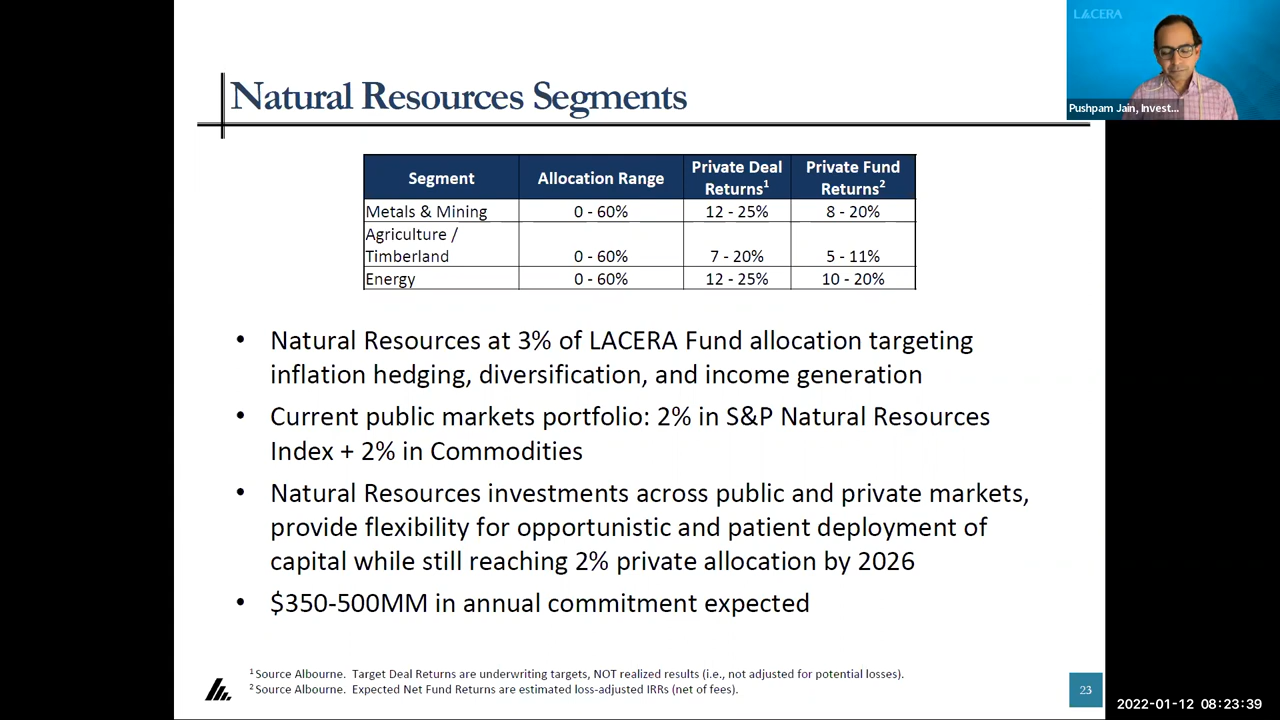 LACERA
Pushpam Jain, Invest...
Natural Resources Segments
Segment Allocation Range Private Deal Returns1 Private Fund Returns2
Metals & Mining 0 - 60% 12 - 25% 8 - 20%
Agriculture /
Timberland 0 - 60% 7 - 20% 5 - 11%
Energy 0 - 60% 12 - 25% 10 - 20%
• Natural Resources at 3% of LACERA Fund allocation targeting
inflation hedging, diversification, and income generation
• Current public markets portfolio: 2% in S&P Natural Resources
Index + 2% in Commodities
• Natural Resources investments across public and private markets,
provide flexibility for opportunistic and patient deployment of
capital while still reaching 2% private allocation by 2026
• $350-500MM in annual commitment expected
1 Source Albourne. Target Deal Returns are underwriting targets, NOT realized results (i.e., not adjusted for potential losses).
2 Source Albourne. Expected Net Fund Returns are estimated loss-adjusted IRRs (net of fees).
23
2022-01-12 08:23:39